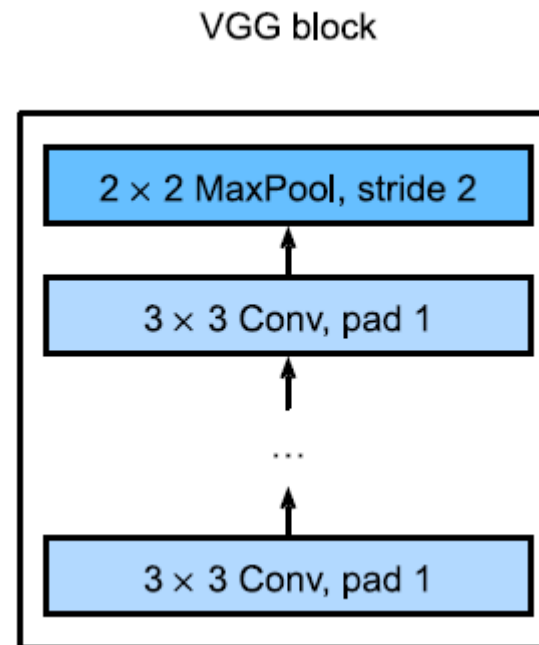 VGG block
2 × 2 MaxPool, stride 2
3 × 3 Conv, pad 1
...
3 × 3 Conv, pad 1